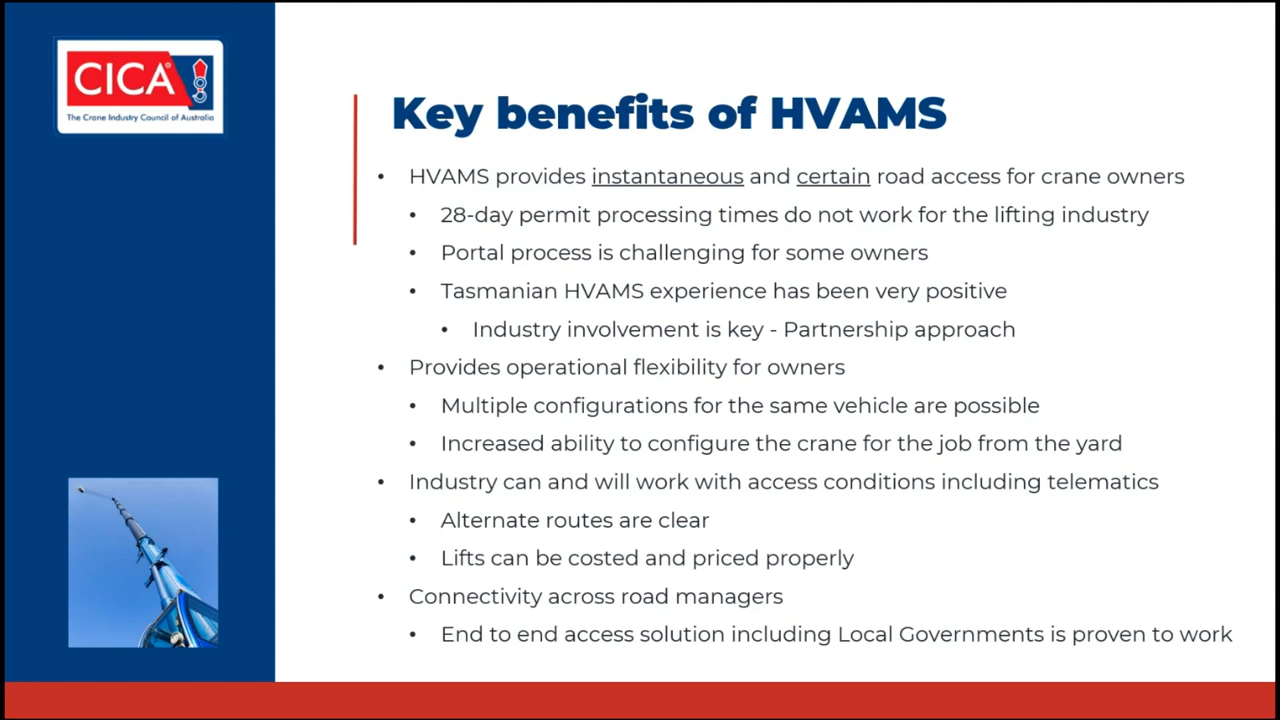 CICA®
The Crane Industry Council of Australia
Key benefits of HVAMS
• HVAMS provides instantaneous and certain road access for crane owners
• 28-day permit processing times do not work for the lifting industry
• Portal process is challenging for some owners
• Tasmanian HVAMS experience has been very positive
• Industry involvement is key - Partnership approach
• Provides operational flexibility for owners
• Multiple configurations for the same vehicle are possible
• Increased ability to configure the crane for the job from the yard
• Industry can and will work with access conditions including telematics
• Alternate routes are clear
• Lifts can be costed and priced properly
• Connectivity across road managers
• End to end access solution including Local Governments is proven to work